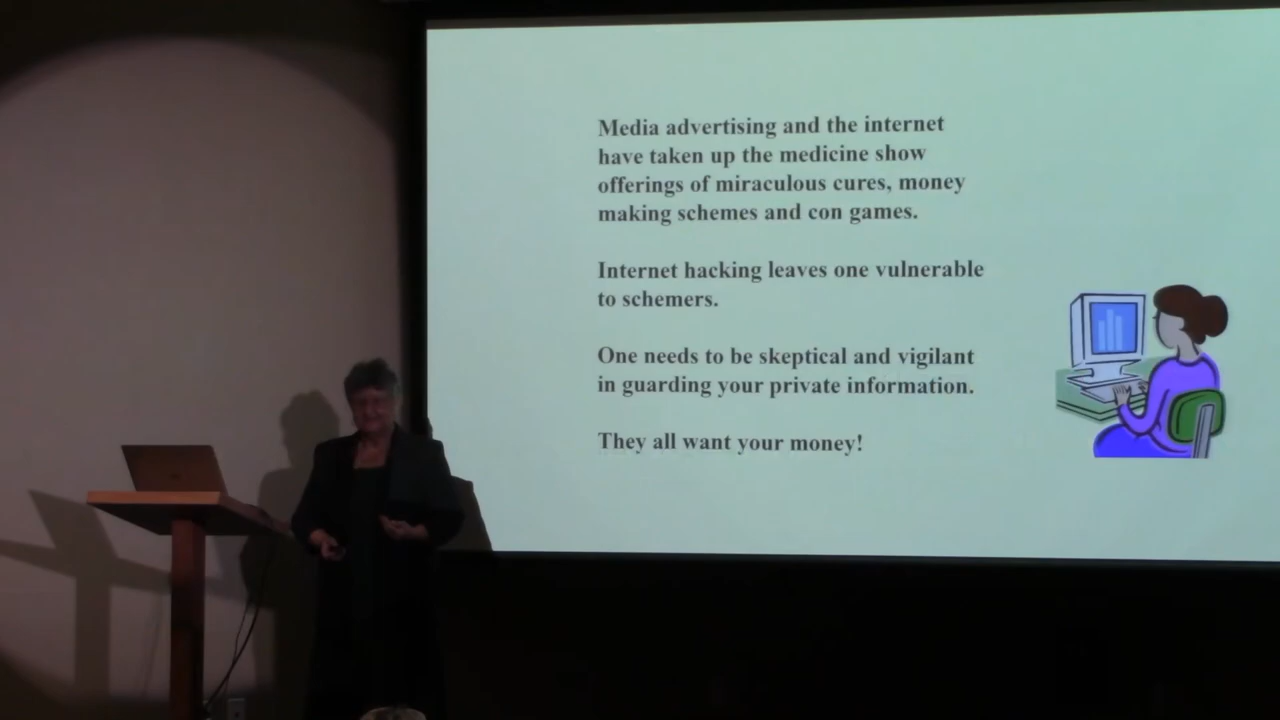 Media advertising and the internet
have taken up the medicine show
offerings of miraculous cures, money
making schemes and con games.
Internet hacking leaves one vulnerable
to schemers.
One needs to be skeptical and vigilant
in guarding your private information.
They all want your money!